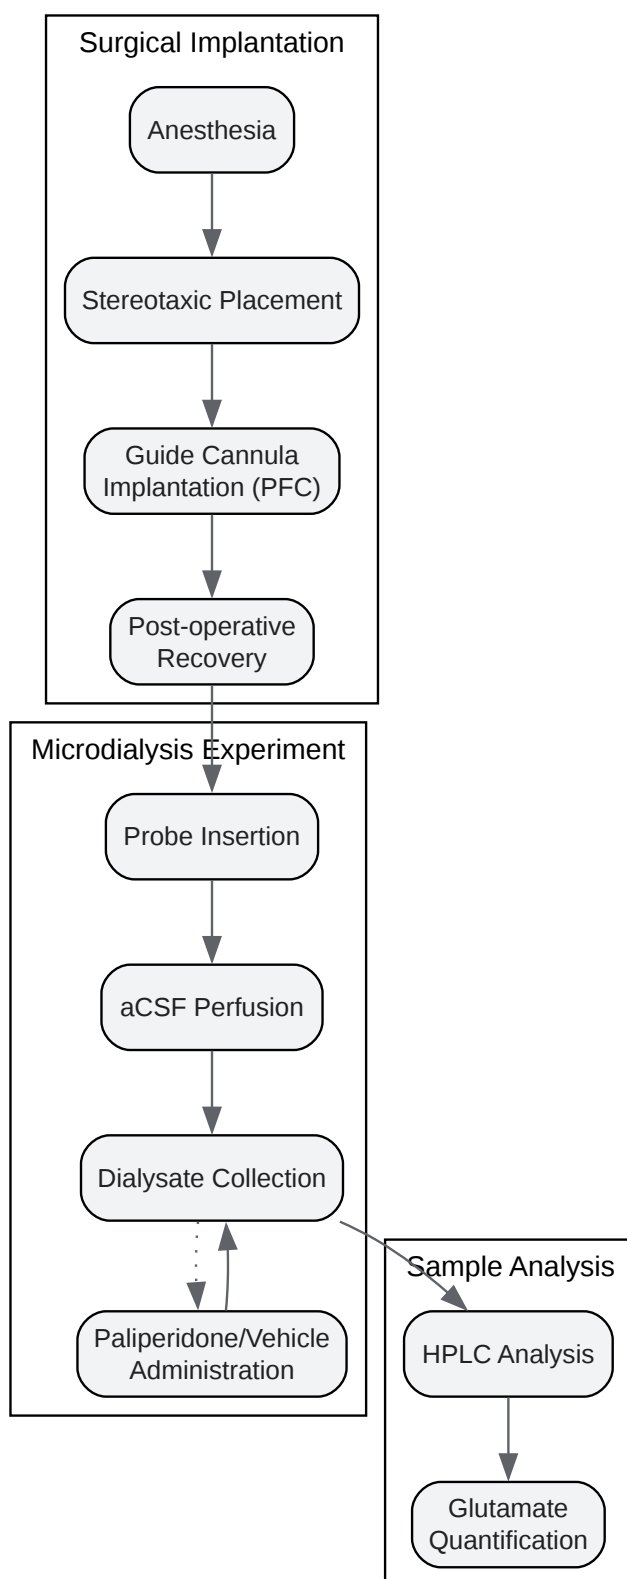 Surgical Implantation
Anesthesia
Stereotaxic Placement
Guide Cannula
Implantation (PFC)
Post-operative
Recovery
Microdialysis Experiment
Probe Insertion
aCSF Perfusion
Dialysate Collection
Paliperidone/Vehicle
Administration
Sample Analysis
HPLC Analysis
Glutamate
Quantification